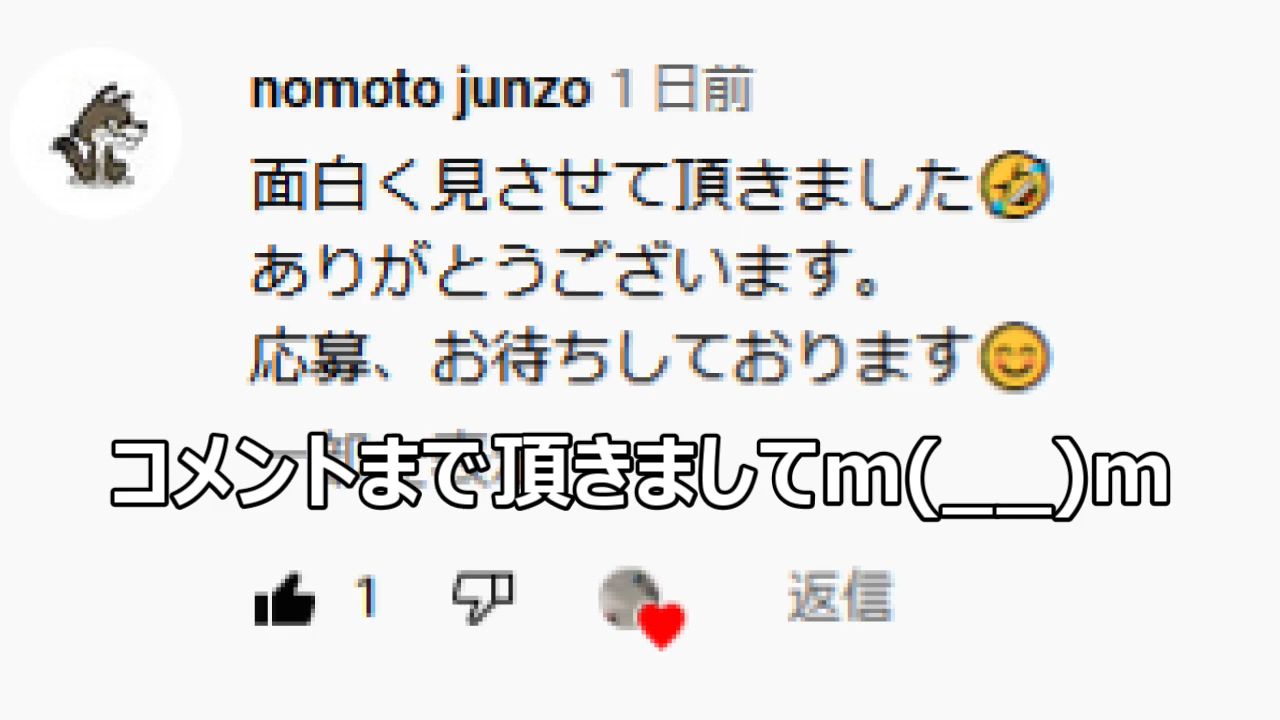 nomoto junzo 1 日前
面白く見させて頂きました🤣
ありがとうございます。
応募、お待ちしております😊
コメントまで頂きましてm(__)m
1
返信